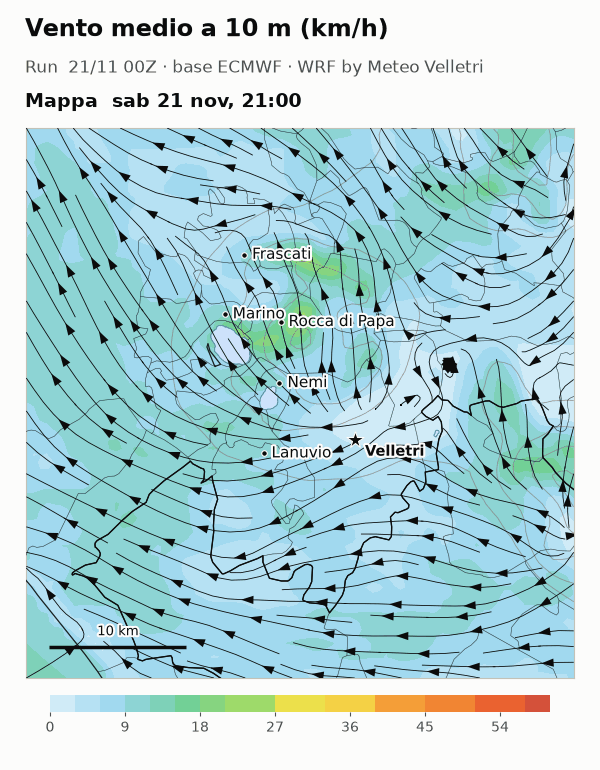 Vento medio a 10 m (km/h)
Run  21/11 00Z · base ECMWF · WRF by Meteo Velletri
Mappa  sab 21 nov, 21:00
Frascati
Marino
Rocca di Papa
Nemi
Velletri
Lanuvio
10 km
0 9 18 27 36 45 54